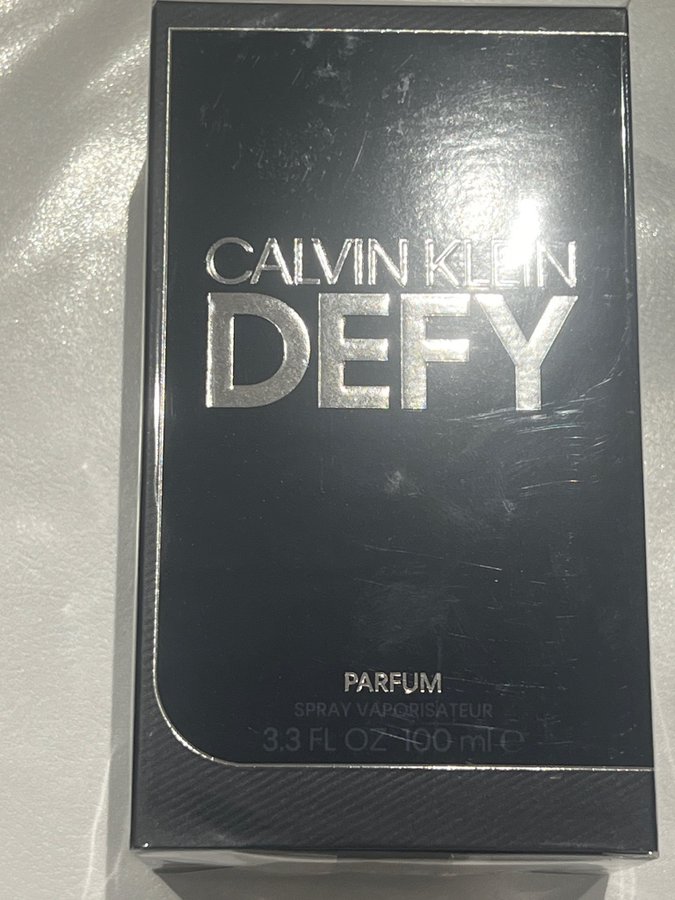 CALVIN KLEIN
DEFY
PARFUM
SPRAY VAPORISATEUR
3.3 FL OZ 100 ml e